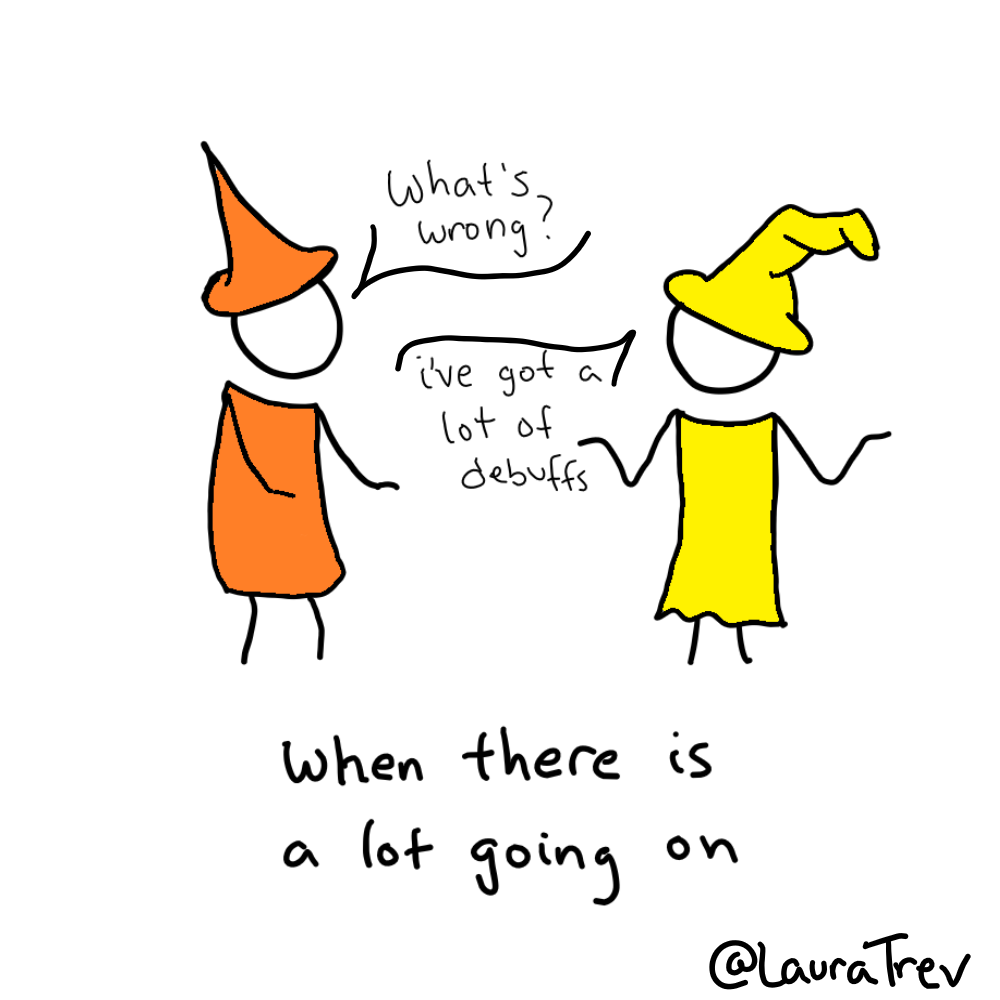 What's
wrong?
i've got a
lot of
debuffs
when there is
a lot going on
@LauraTrev